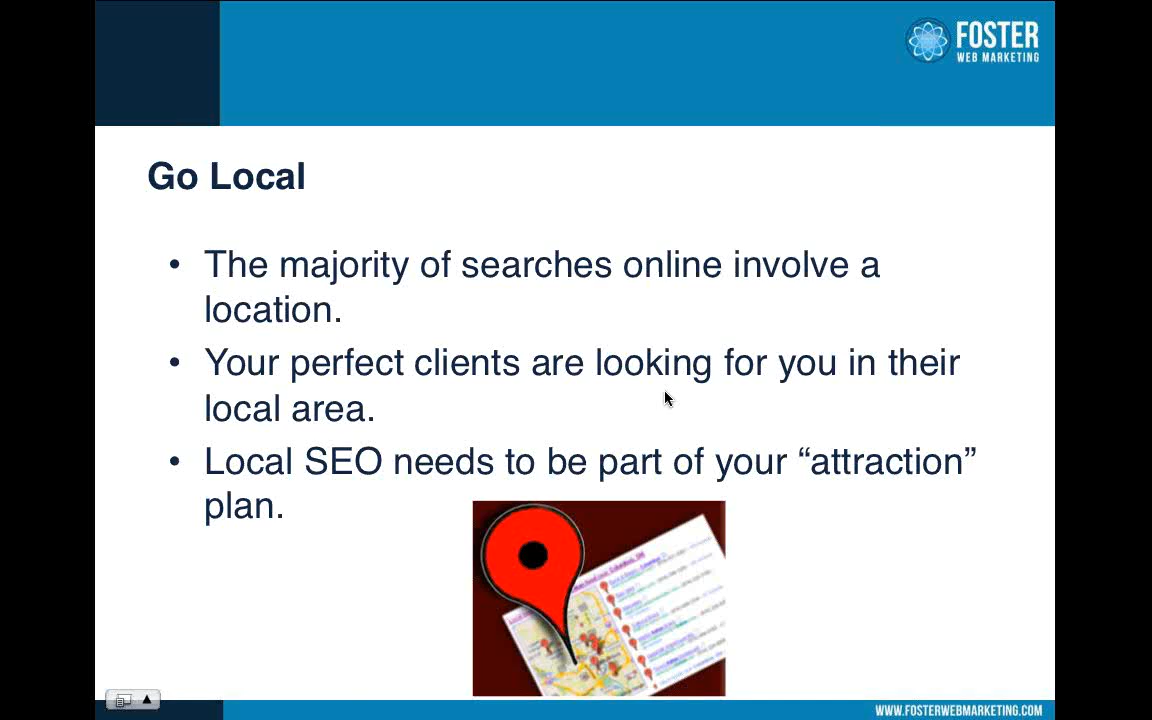 FOSTER
WEB MARKETING
Go Local
• The majority of searches online involve a
location.
• Your perfect clients are looking for you in their
local area.
• Local SEO needs to be part of your “attraction”
plan.
WWW.FOSTERWEBMARKETING.COM